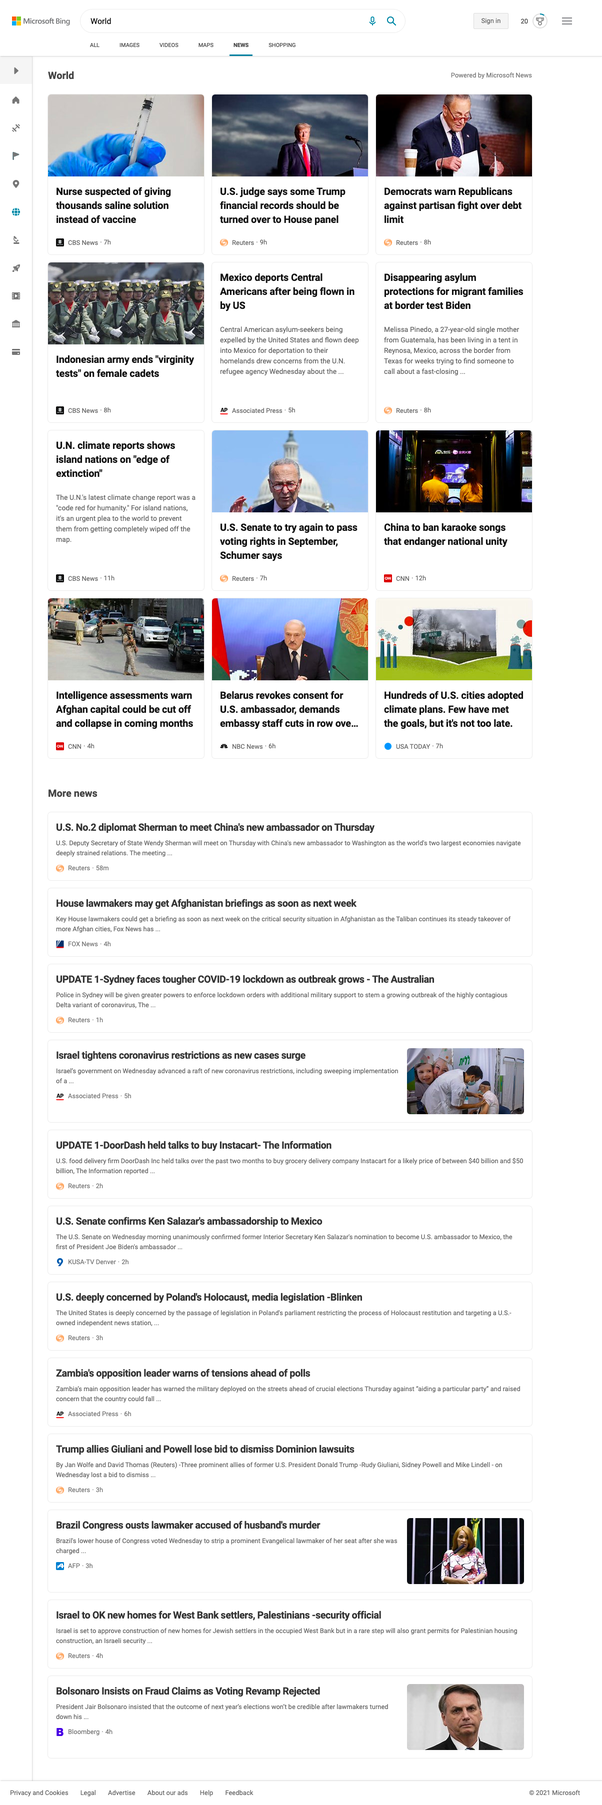 Microsoft Bing
World
Sign in
20
ALL
IMAGES
VIDEOS
MAPS
NEWS
SHOPPING
World
Powered by Microsoft News
Nurse suspected of giving
thousands saline solution
instead of vaccine
CBS News · 7h
U.S. judge says some Trump
financial records should be
turned over to House panel
Reuters · 9h
Democrats warn Republicans
against partisan fight over debt
limit
Reuters · 8h
Indonesian army ends "virginity
tests" on female cadets
CBS News · 8h
Mexico deports Central
Americans after being flown in
by US
Central American asylum-seekers being
expelled by the United States and flown deep
into Mexico for deportation to their
homelands drew concerns from the U.N.
refugee agency Wednesday about the ...
AP Associated Press · 5h
Disappearing asylum
protections for migrant families
at border test Biden
Melissa Pinedo, a 27-year-old single mother
from Guatemala, has been living in a tent in
Reynosa, Mexico, across the border from
Texas for weeks trying to find someone to
call about a fast-closing ...
Reuters · 8h
U.N. climate reports shows
island nations on "edge of
extinction"
The U.N.'s latest climate change report was a
"code red for humanity." For island nations,
it's an urgent plea to the world to prevent
them from getting completely wiped off the
map.
CBS News · 11h
U.S. Senate to try again to pass
voting rights in September,
Schumer says
Reuters · 7h
China to ban karaoke songs
that endanger national unity
CNN · 12h
Intelligence assessments warn
Afghan capital could be cut off
and collapse in coming months
CNN · 4h
Belarus revokes consent for
U.S. ambassador, demands
embassy staff cuts in row ove...
NBC News · 6h
Hundreds of U.S. cities adopted
climate plans. Few have met
the goals, but it's not too late.
USA TODAY · 7h
More news
U.S. No.2 diplomat Sherman to meet China's new ambassador on Thursday
U.S. Deputy Secretary of State Wendy Sherman will meet on Thursday with China's new ambassador to Washington as the world's two largest economies navigate
deeply strained relations. The meeting ...
Reuters · 58m
House lawmakers may get Afghanistan briefings as soon as next week
Key House lawmakers could get a briefing as soon as next week on the critical security situation in Afghanistan as the Taliban continues its steady takeover of
more Afghan cities, Fox News has ...
FOX News · 4h
UPDATE 1-Sydney faces tougher COVID-19 lockdown as outbreak grows - The Australian
Police in Sydney will be given greater powers to enforce lockdown orders with additional military support to stem a growing outbreak of the highly contagious
Delta variant of coronavirus, The ...
Reuters · 1h
Israel tightens coronavirus restrictions as new cases surge
Israel's government on Wednesday advanced a raft of new coronavirus restrictions, including sweeping implementation
of a ...
AP Associated Press · 5h
UPDATE 1-DoorDash held talks to buy Instacart- The Information
U.S. food delivery firm DoorDash Inc held talks over the past two months to buy grocery delivery company Instacart for a likely price of between $40 billion and $50
billion, The Information reported ...
Reuters · 2h
U.S. Senate confirms Ken Salazar's ambassadorship to Mexico
The U.S. Senate on Wednesday morning unanimously confirmed former Interior Secretary Ken Salazar's nomination to become U.S. ambassador to Mexico, the
first of President Joe Biden's ambassador ...
KUSA-TV Denver · 2h
U.S. deeply concerned by Poland's Holocaust, media legislation -Blinken
The United States is deeply concerned by the passage of legislation in Poland's parliament restricting the process of Holocaust restitution and targeting a U.S.-
owned independent news station, ...
Reuters · 3h
Zambia's opposition leader warns of tensions ahead of polls
Zambia's main opposition leader has warned the military deployed on the streets ahead of crucial elections Thursday against "aiding a particular party" and raised
concern that the country could fall ...
AP Associated Press · 6h
Trump allies Giuliani and Powell lose bid to dismiss Dominion lawsuits
By Jan Wolfe and David Thomas (Reuters) -Three prominent allies of former U.S. President Donald Trump -Rudy Giuliani, Sidney Powell and Mike Lindell - on
Wednesday lost a bid to dismiss ...
Reuters · 3h
Brazil Congress ousts lawmaker accused of husband's murder
Brazil's lower house of Congress voted Wednesday to strip a prominent Evangelical lawmaker of her seat after she was
charged ...
AFP · 3h
Israel to OK new homes for West Bank settlers, Palestinians -security official
Israel is set to approve construction of new homes for Jewish settlers in the occupied West Bank but in a rare step will also grant permits for Palestinian housing
construction, an Israeli security ...
Reuters · 4h
Bolsonaro Insists on Fraud Claims as Voting Revamp Rejected
President Jair Bolsonaro insisted that the outcome of next year's elections won't be credible after lawmakers turned
down his ...
B Bloomberg · 4h
Privacy and Cookies
Legal
Advertise
About our ads
Help
Feedback
© 2021 Microsoft